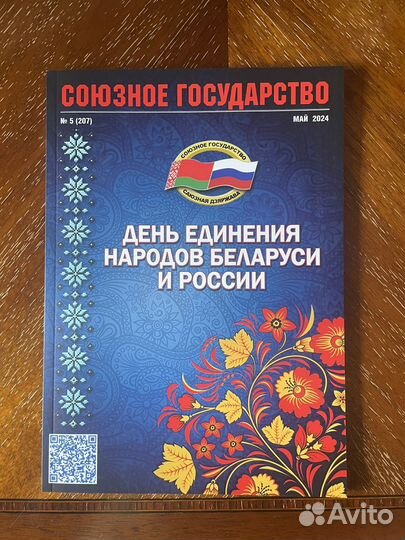 СОЮЗНОЕ ГОСУДАРСТВО
№ 5 (207) МАЙ 2024
СОЮЗНОЕ ГОСУДАРСТВО
САЮЗНАЯ ДЗЯРЖАВА
ДЕНЬ ЕДИНЕНИЯ
НАРОДОВ БЕЛАРУСИ
И РОССИИ
Avito